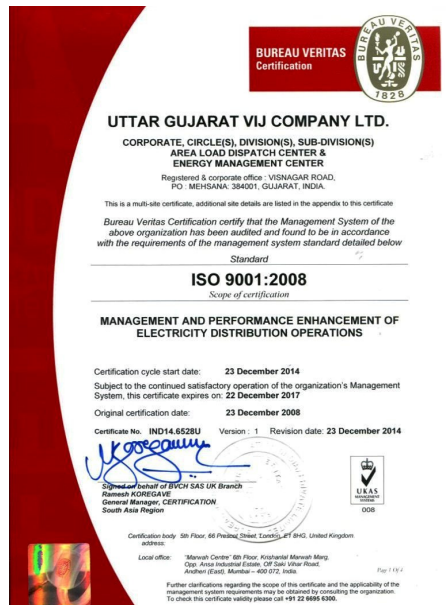 BUREAU VERITAS
Certification
BUREAU VERITAS
1828
UTTAR GUJARAT VIJ COMPANY LTD.
CORPORATE, CIRCLE(S), DIVISION(S), SUB-DIVISION(S)
AREA LOAD DISPATCH CENTER &
ENERGY MANAGEMENT CENTER
Registered & corporate office : VISNAGAR ROAD,
PO : MEHSANA: 384001, GUJARAT, INDIA.
This is a multi-site certificate, additional site details are listed in the appendix to this certificate
Bureau Veritas Certification certify that the Management System of the
above organization has been audited and found to be in accordance
with the requirements of the management system standard detailed below
Standard
ISO 9001:2008
Scope of certification
MANAGEMENT AND PERFORMANCE ENHANCEMENT OF
ELECTRICITY DISTRIBUTION OPERATIONS
Certification cycle start date: 23 December 2014
Subject to the continued satisfactory operation of the organization's Management
System, this certificate expires on: 22 December 2017
Original certification date: 23 December 2008
Certificate No. IND14.6528U Version : 1 Revision date: 23 December 2014
Signed on behalf of BVCH SAS UK Branch
Ramesh KOREGAVE
General Manager, CERTIFICATION
South Asia Region
UKAS
MANAGEMENT
SYSTEMS
008
Certification body address: 5th Floor, 66 Prescot Street, London, E1 8HG, United Kingdom
Local office: "Marwah Centre" 6th Floor, Krishanlal Marwah Marg,
Opp. Ansa Industrial Estate, Off Saki Vihar Road,
Andheri (East), Mumbai – 400 072, India.
Page 1 Of 4
Further clarifications regarding the scope of this certificate and the applicability of the
management system requirements may be obtained by consulting the organization.
To check this certificate validity please call +91 22 6695 6300.